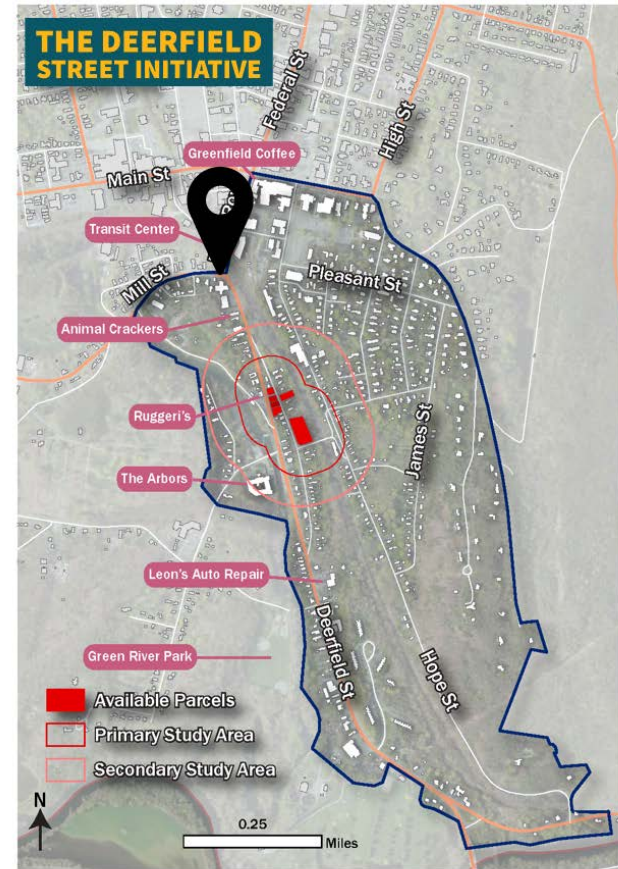 THE DEERFIELD
STREET INITIATIVE
Federal St
High St
Greenfield Coffee
Main St
Transit Center
Mill St
Pleasant St
Animal Crackers
Ruggeri's
James St
The Arbors
Leon's Auto Repair
Deerfield St
Green River Park
Hope St
Available Parcels
Primary Study Area
Secondary Study Area
N
0.25
Miles